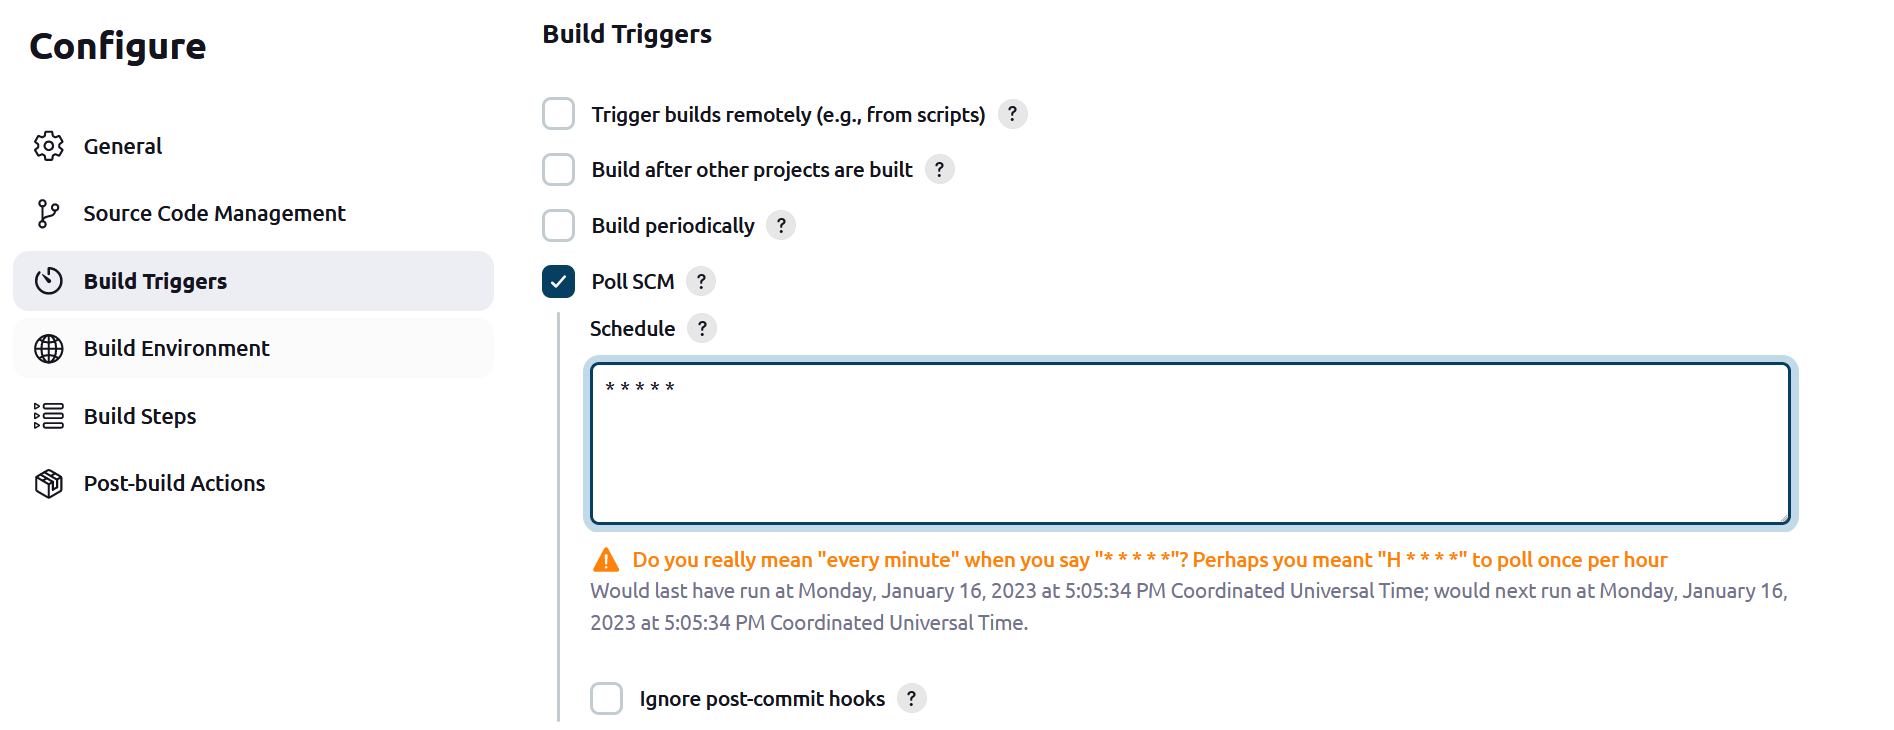 Configure
General
Source Code Management
Build Triggers
Build Environment
Build Steps
Post-build Actions
Build Triggers
Trigger builds remotely (e.g., from scripts) ?
Build after other projects are built ?
Build periodically ?
Poll SCM ?
Schedule ?
* * * * *
Do you really mean "every minute" when you say "* * * * *"? Perhaps you meant "H * * * *" to poll once per hour
Would last have run at Monday, January 16, 2023 at 5:05:34 PM Coordinated Universal Time; would next run at Monday, January 16,
2023 at 5:05:34 PM Coordinated Universal Time.
Ignore post-commit hooks ?